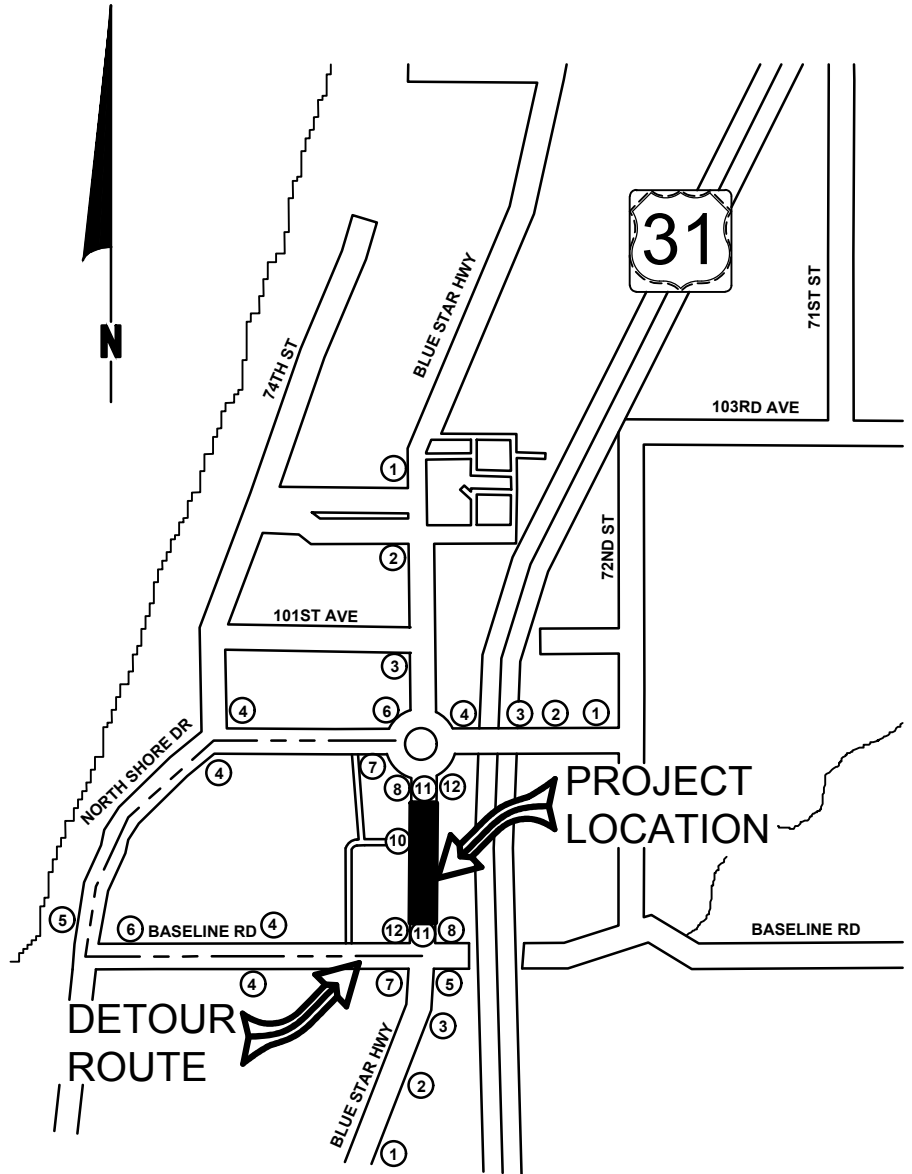 31
71ST ST
BLUE STAR HWY
N
74TH ST
103RD AVE
1
72ND ST
2
101ST AVE
3
4
6
4
3
2
1
NORTH SHORE DR
4
7
8
11
12
PROJECT
LOCATION
10
5
6
BASELINE RD
4
12
11
8
BASELINE RD
4
7
5
DETOUR
ROUTE
3
BLUE STAR HWY
2
1